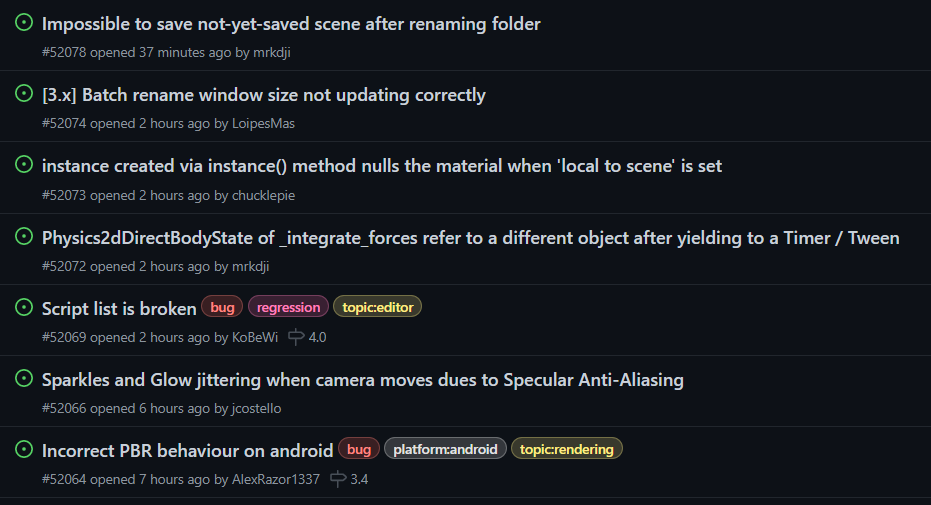 Impossible to save not-yet-saved scene after renaming folder
#52078 opened 37 minutes ago by mrkdji
[3.x] Batch rename window size not updating correctly
#52074 opened 2 hours ago by LoipesMas
instance created via instance() method nulls the material when 'local to scene' is set
#52073 opened 2 hours ago by chucklepie
Physics2dDirectBodyState of _integrate_forces refer to a different object after yielding to a Timer / Tween
#52072 opened 2 hours ago by mrkdji
Script list is broken bug regression topic:editor
#52069 opened 2 hours ago by KoBeWi 4.0
Sparkles and Glow jittering when camera moves dues to Specular Anti-Aliasing
#52066 opened 6 hours ago by jcostello
Incorrect PBR behaviour on android bug platform:android topic:rendering
#52064 opened 7 hours ago by AlexRazor1337 3.4